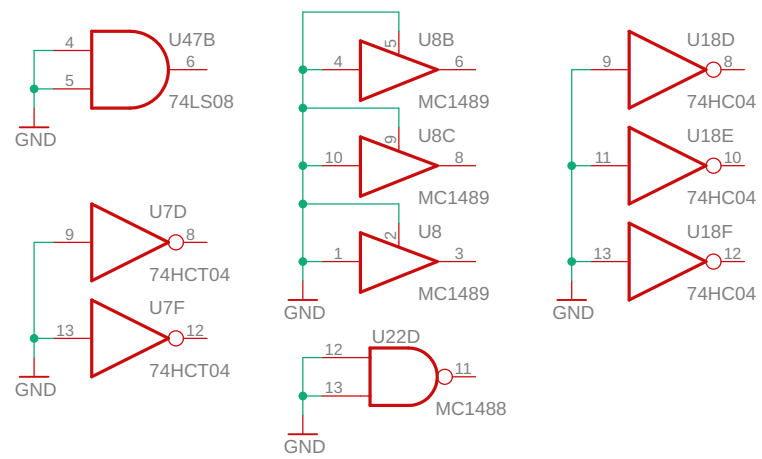 4
5
U47B
6
74LS08
GND
9
U7D
8
74HCT04
13
U7F
12
74HCT04
GND
5
4
U8B
6
MC1489
9
10
U8C
8
MC1489
2
1
U8
3
MC1489
GND
12
13
U22D
11
MC1488
GND
9
U18D
8
74HC04
11
U18E
10
74HC04
13
U18F
12
74HC04
GND